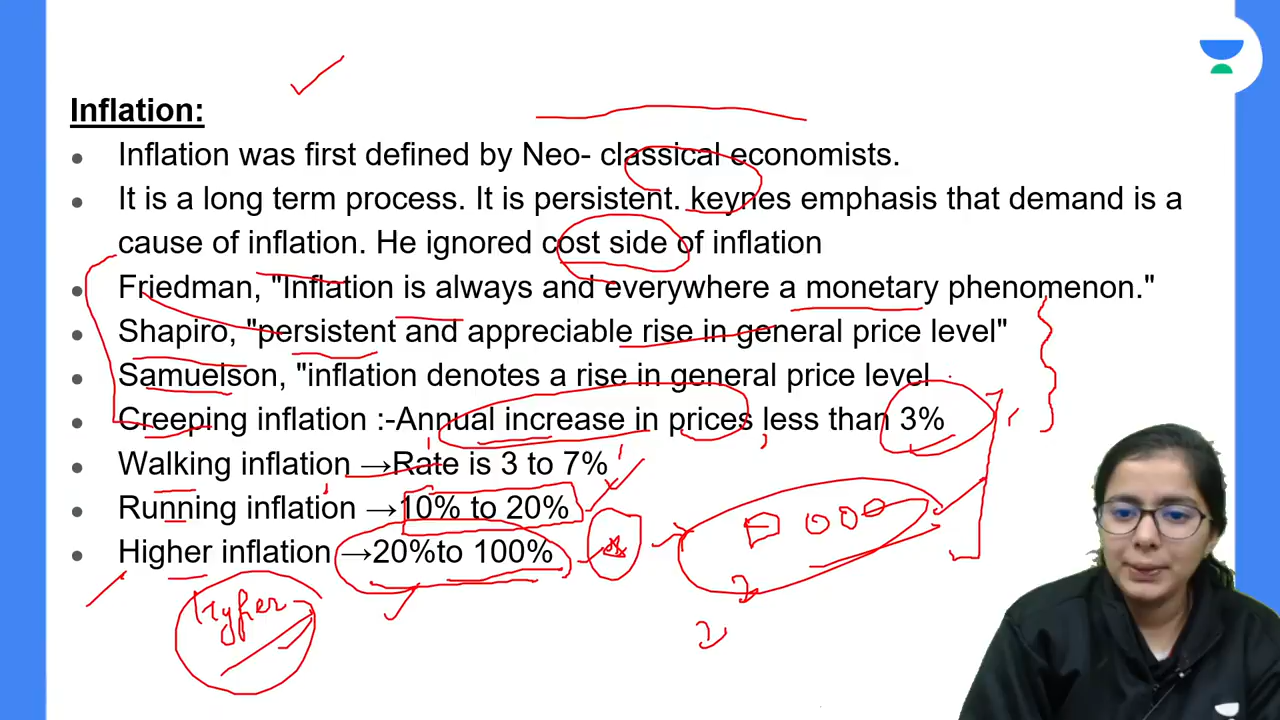 Inflation:
Inflation was first defined by Neo- classical economists.
It is a long term process. It is persistent. keynes emphasis that demand is a
cause of inflation. He ignored cost side of inflation
Friedman, "Inflation is always and everywhere a monetary phenomenon."
Shapiro, "persistent and appreciable rise in general price level"
Samuelson, "inflation denotes a rise in general price level
Creeping inflation :-Annual increase in prices less than 3%
Walking inflation →Rate is 3 to 7%
Running inflation →10% to 20%
Higher inflation →20%to 100%
Hyper